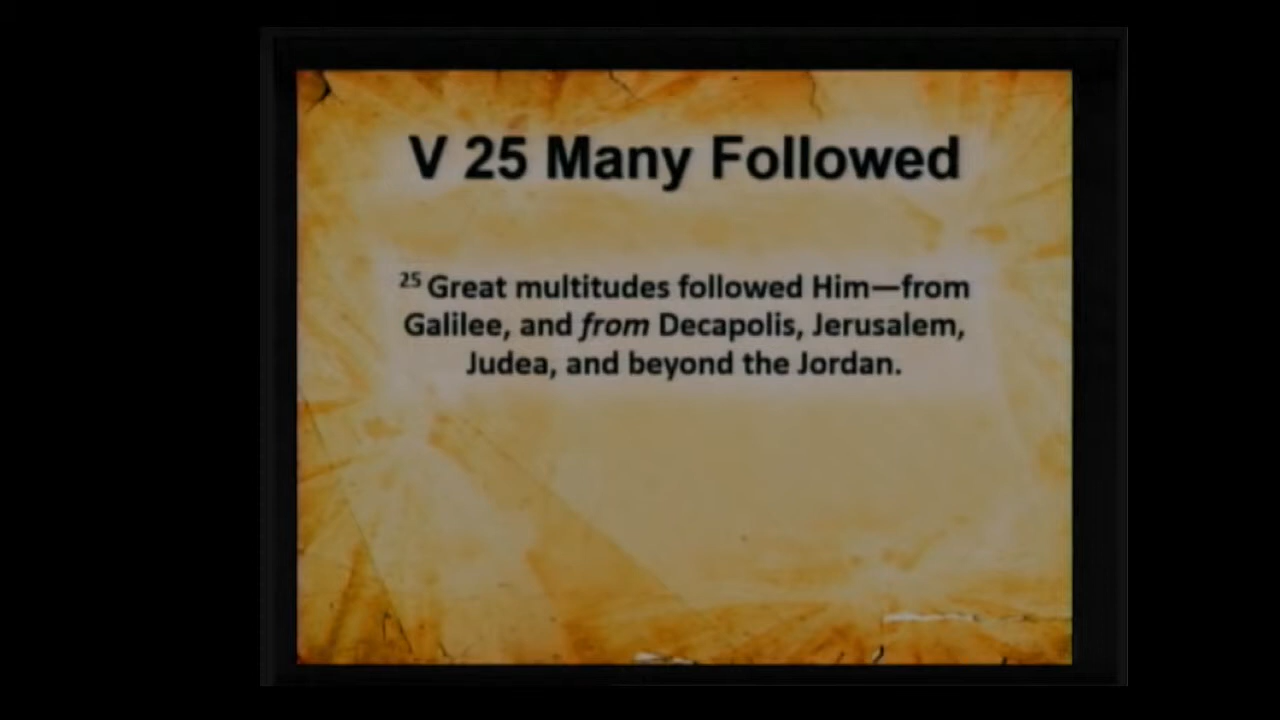 V 25 Many Followed
25 Great multitudes followed Him—from
Galilee, and from Decapolis, Jerusalem,
Judea, and beyond the Jordan.